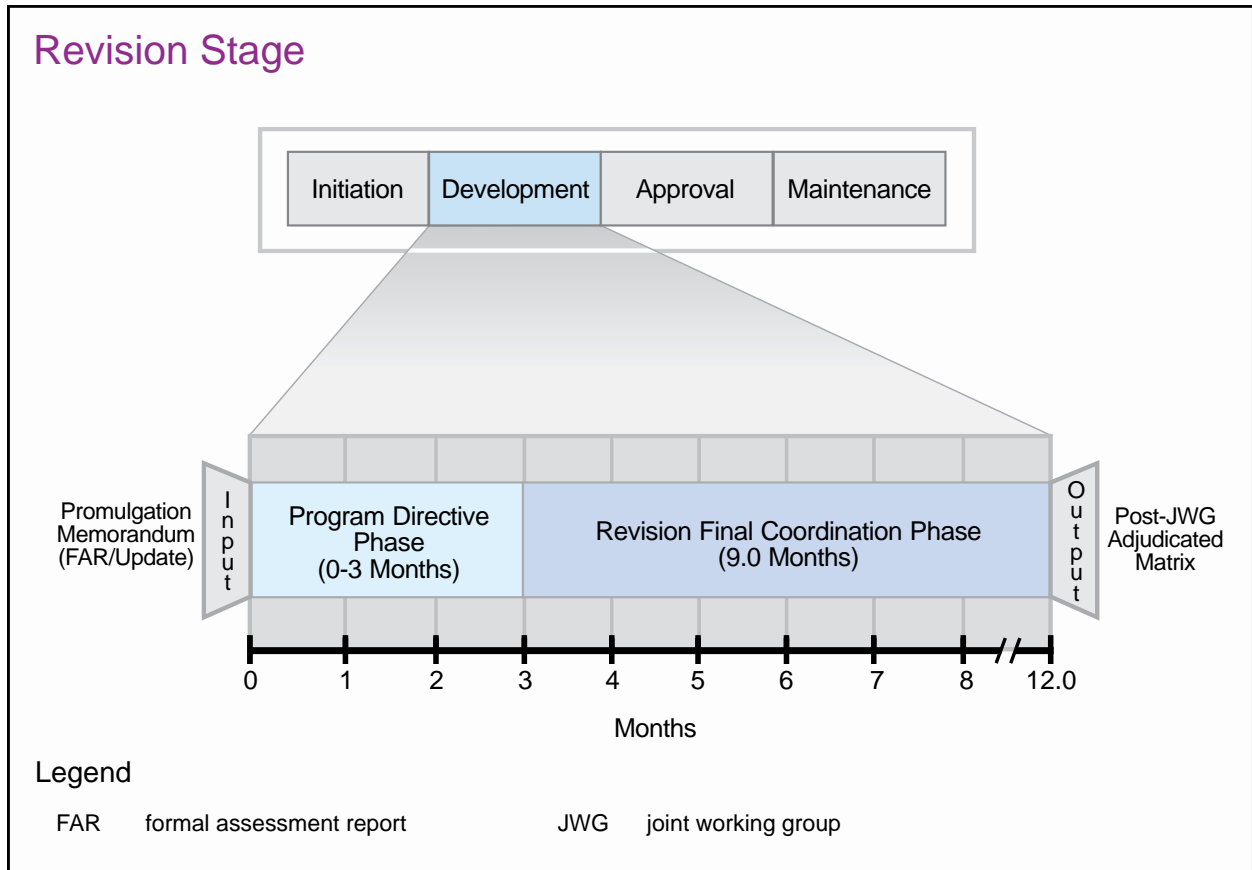 Revision Stage
Initiation
Development
Approval
Maintenance
Promulgation
Memorandum
(FAR/Update)
Input
Program Directive
Phase
(0-3 Months)
Revision Final Coordination Phase
(9.0 Months)
Output
Post-JWG
Adjudicated
Matrix
0 1 2 3 4 5 6 7 8 12.0
Months
Legend
FAR formal assessment report
JWG joint working group